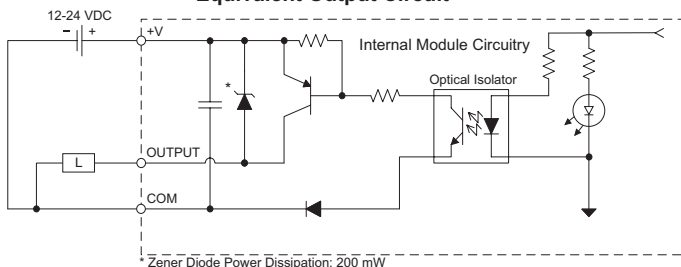 Equivalent Output Circuit
12-24 VDC
– +
+V
Internal Module Circuitry
Optical Isolator
*
OUTPUT
L
COM
* Zener Diode Power Dissipation: 200 mW